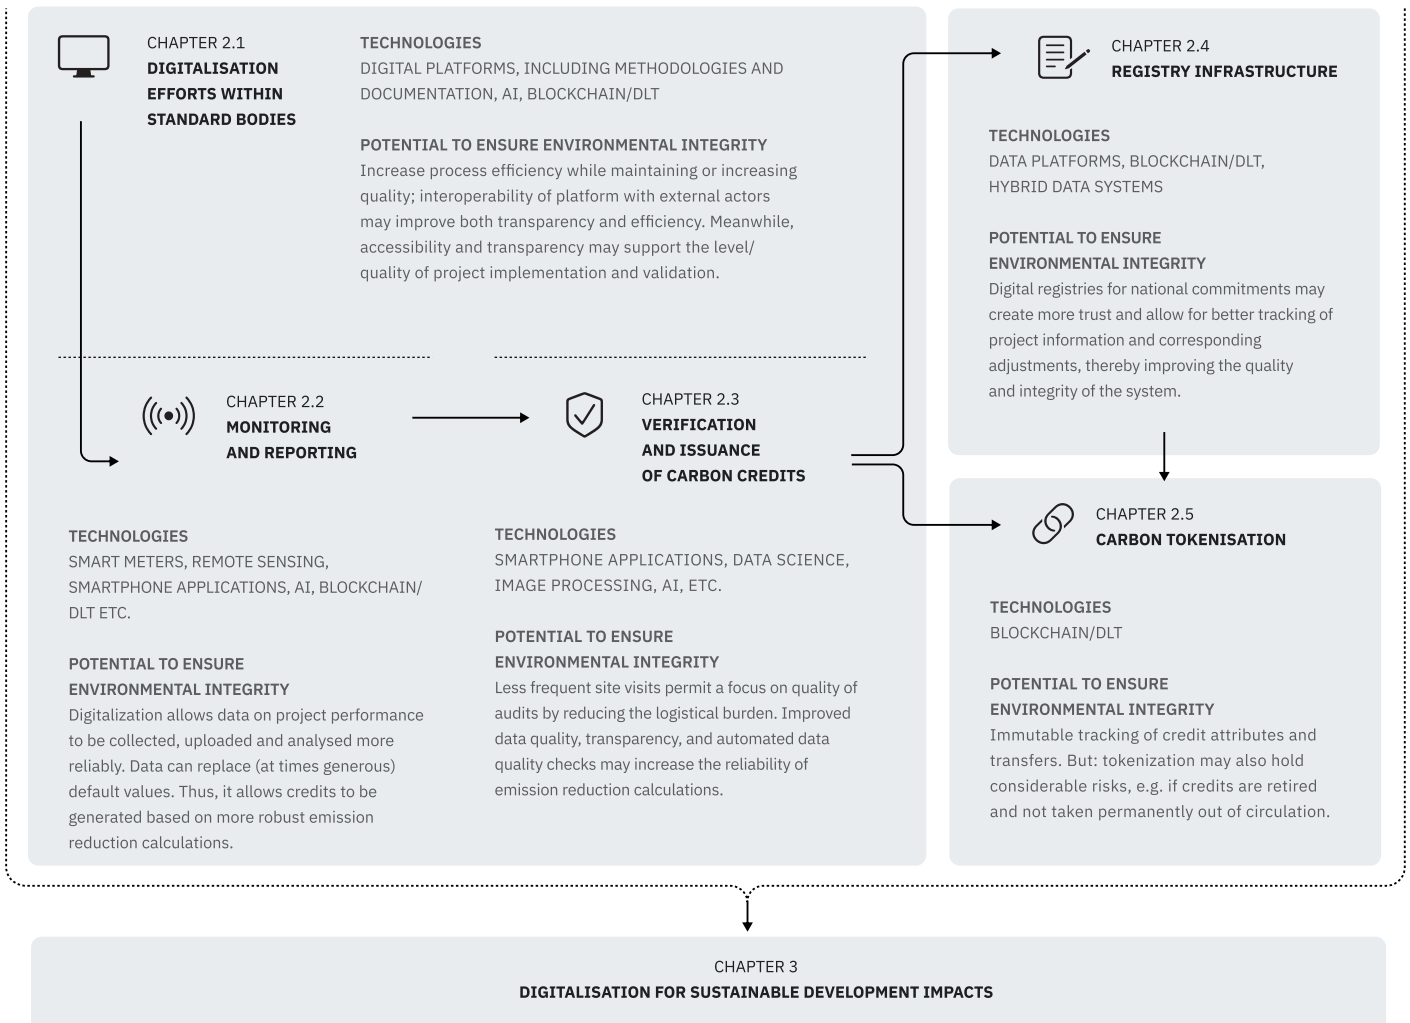 CHAPTER 2.1
DIGITALISATION
EFFORTS WITHIN
STANDARD BODIES
TECHNOLOGIES
DIGITAL PLATFORMS, INCLUDING METHODOLOGIES AND
DOCUMENTATION, AI, BLOCKCHAIN/DLT
POTENTIAL TO ENSURE ENVIRONMENTAL INTEGRITY
Increase process efficiency while maintaining or increasing
quality; interoperability of platform with external actors
may improve both transparency and efficiency. Meanwhile,
accessibility and transparency may support the level/
quality of project implementation and validation.
CHAPTER 2.2
MONITORING
AND REPORTING
TECHNOLOGIES
SMART METERS, REMOTE SENSING,
SMARTPHONE APPLICATIONS, AI, BLOCKCHAIN/
DLT ETC.
POTENTIAL TO ENSURE
ENVIRONMENTAL INTEGRITY
Digitalization allows data on project performance
to be collected, uploaded and analysed more
reliably. Data can replace (at times generous)
default values. Thus, it allows credits to be
generated based on more robust emission
reduction calculations.
CHAPTER 2.3
VERIFICATION
AND ISSUANCE
OF CARBON CREDITS
TECHNOLOGIES
SMARTPHONE APPLICATIONS, DATA SCIENCE,
IMAGE PROCESSING, AI, ETC.
POTENTIAL TO ENSURE
ENVIRONMENTAL INTEGRITY
Less frequent site visits permit a focus on quality of
audits by reducing the logistical burden. Improved
data quality, transparency, and automated data
quality checks may increase the reliability of
emission reduction calculations.
CHAPTER 2.4
REGISTRY INFRASTRUCTURE
TECHNOLOGIES
DATA PLATFORMS, BLOCKCHAIN/DLT,
HYBRID DATA SYSTEMS
POTENTIAL TO ENSURE
ENVIRONMENTAL INTEGRITY
Digital registries for national commitments may
create more trust and allow for better tracking of
project information and corresponding
adjustments, thereby improving the quality
and integrity of the system.
CHAPTER 2.5
CARBON TOKENISATION
TECHNOLOGIES
BLOCKCHAIN/DLT
POTENTIAL TO ENSURE
ENVIRONMENTAL INTEGRITY
Immutable tracking of credit attributes and
transfers. But: tokenization may also hold
considerable risks, e.g. if credits are retired
and not taken permanently out of circulation.
CHAPTER 3
DIGITALISATION FOR SUSTAINABLE DEVELOPMENT IMPACTS